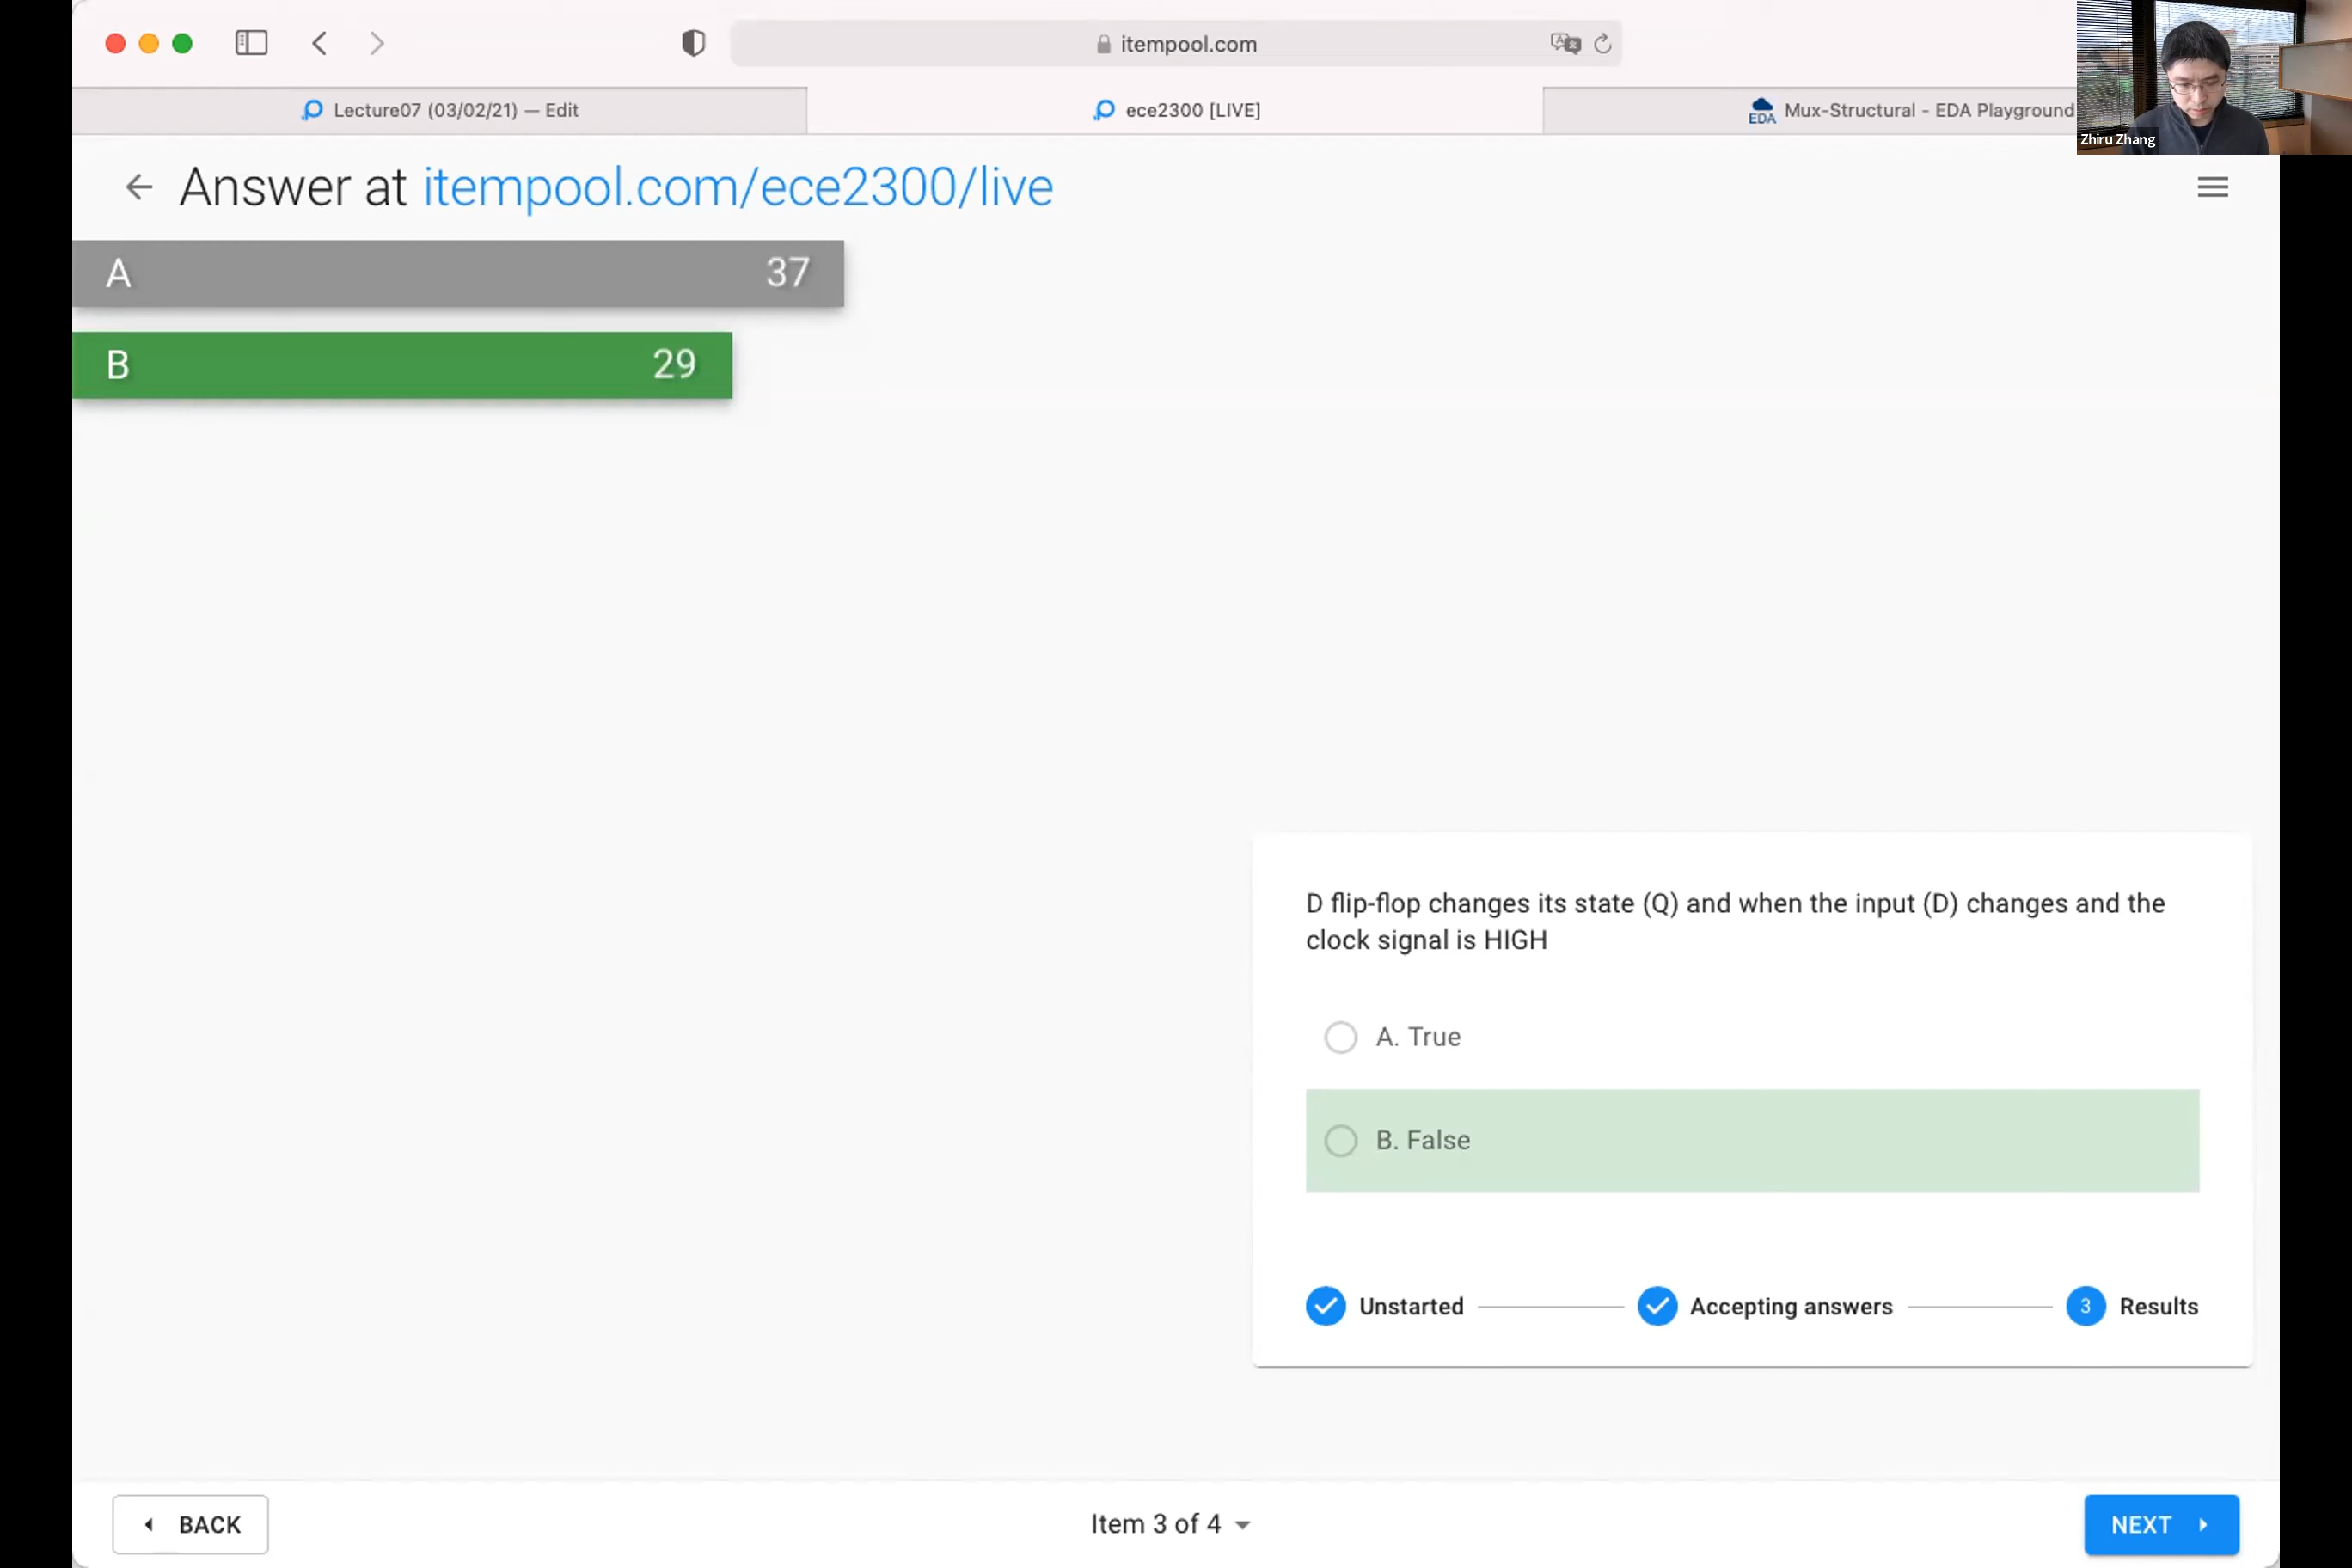 itempool.com
Lecture07 (03/02/21) — Edit
ece2300 [LIVE]
EDA Mux-Structural - EDA Playground
Zhiru Zhang
Answer at itempool.com/ece2300/live
A 37
B 29
D flip-flop changes its state (Q) and when the input (D) changes and the
clock signal is HIGH
A. True
B. False
Unstarted
Accepting answers
3 Results
BACK
Item 3 of 4
NEXT